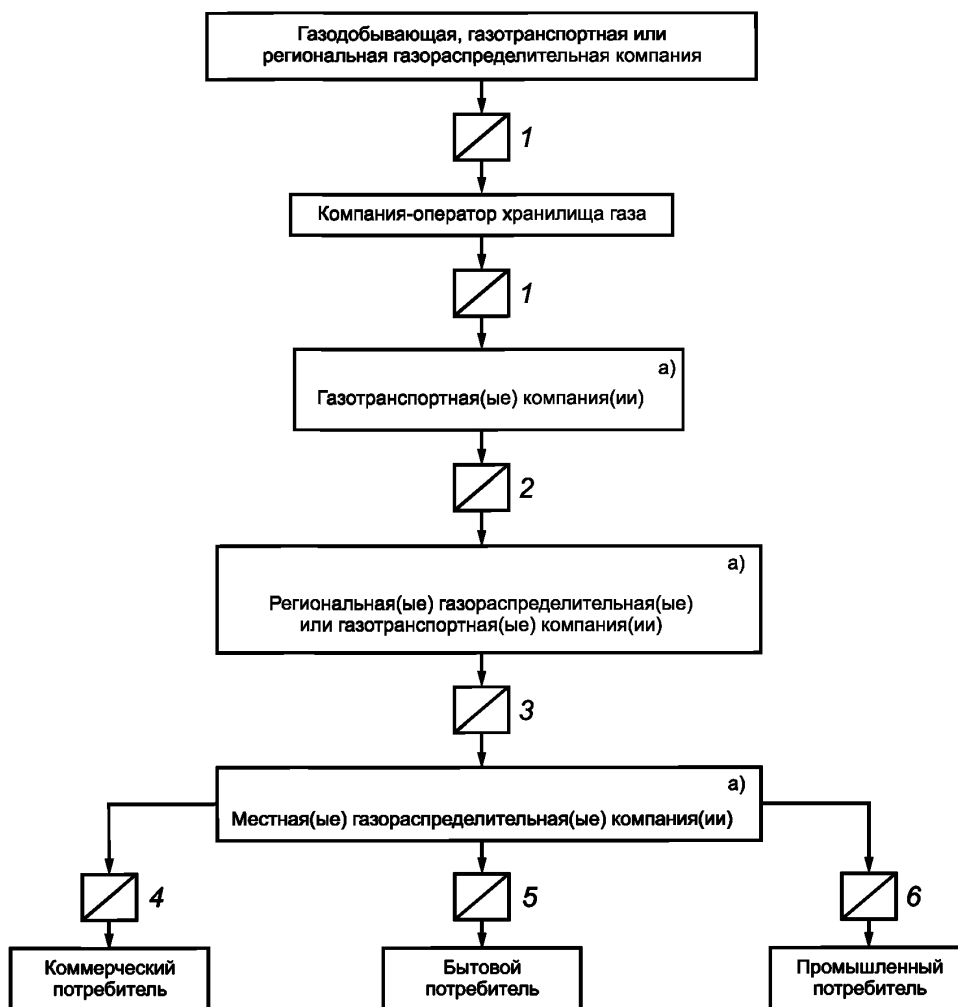 Газодобывающая, газотранспортная или
региональная газораспределительная компания
1
Компания-оператор хранилища газа
1
а)
Газотранспортная(ые) компания(ии)
2
а)
Региональная(ые) газораспределительная(ые)
или газотранспортная(ые) компания(ии)
3
а)
Местная(ые) газораспределительная(ые) компания(ии)
4
5
6
Коммерческий
потребитель
Бытовой
потребитель
Промышленный
потребитель